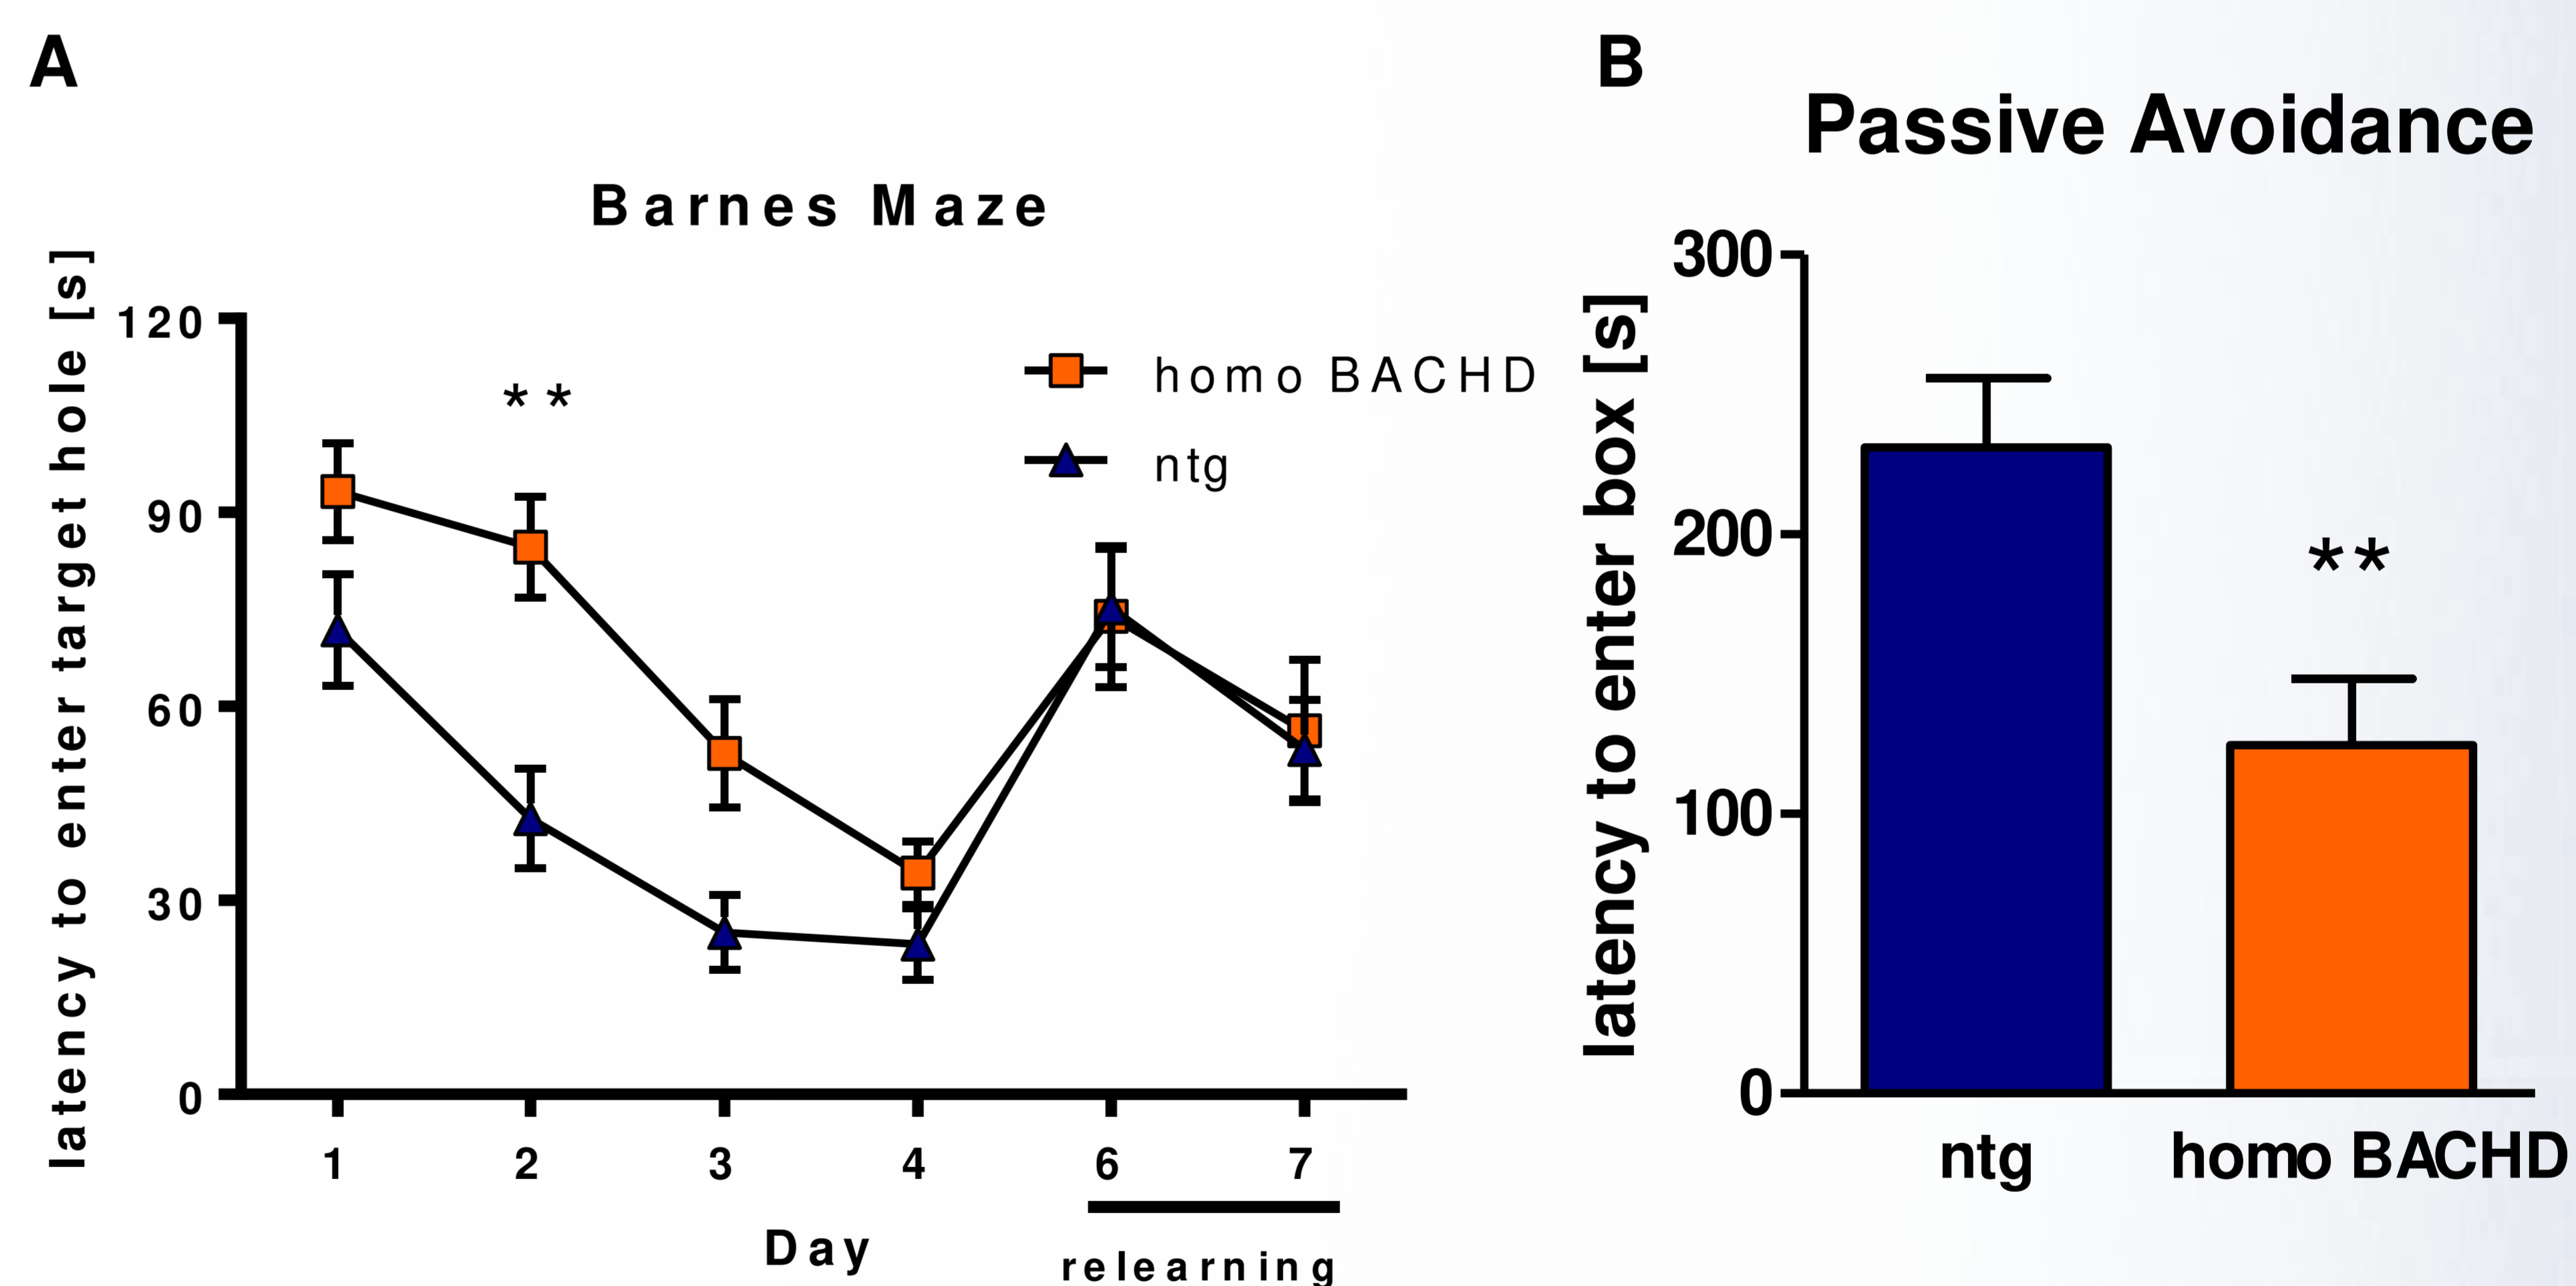 A
Barnes Maze
latency to enter target hole [s]
120
90
60
30
0
**
homo BACHD
ntg
1 2 3 4 6 7
Day
relearning
B
Passive Avoidance
latency to enter box [s]
300
200
100
0
**
ntg homo BACHD